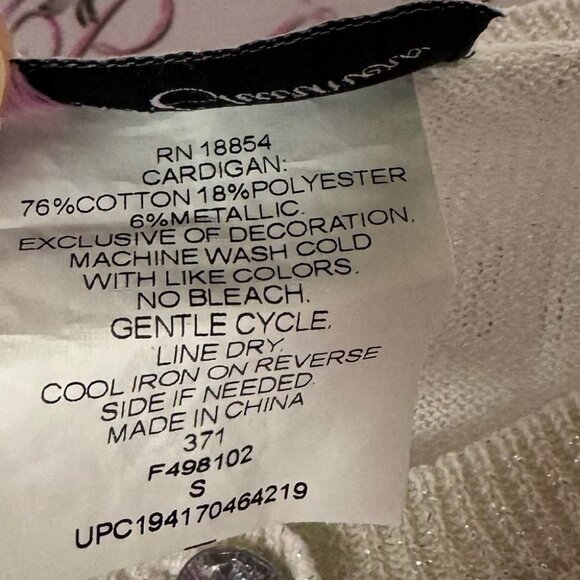 RN 18854
CARDIGAN:
76%COTTON 18%POLYESTER
6%METALLIC.
EXCLUSIVE OF DECORATION.
MACHINE WASH COLD
WITH LIKE COLORS.
NO BLEACH.
GENTLE CYCLE.
LINE DRY.
COOL IRON ON REVERSE
SIDE IF NEEDED.
MADE IN CHINA
371
F498102
S
UPC194170464219